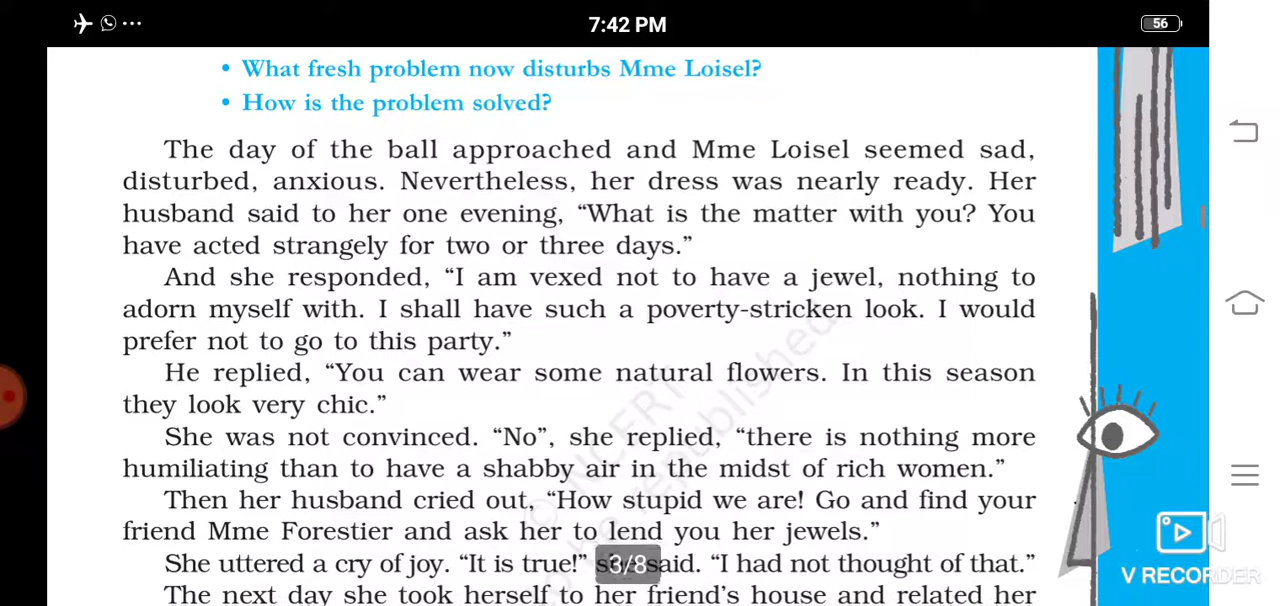 7:42 PM
56
• What fresh problem now disturbs Mme Loisel?
• How is the problem solved?
The day of the ball approached and Mme Loisel seemed sad,
disturbed, anxious. Nevertheless, her dress was nearly ready. Her
husband said to her one evening, “What is the matter with you? You
have acted strangely for two or three days.”
And she responded, “I am vexed not to have a jewel, nothing to
adorn myself with. I shall have such a poverty-stricken look. I would
prefer not to go to this party.”
He replied, “You can wear some natural flowers. In this season
they look very chic.”
She was not convinced. “No”, she replied, “there is nothing more
humiliating than to have a shabby air in the midst of rich women.”
Then her husband cried out, “How stupid we are! Go and find your
friend Mme Forestier and ask her to lend you her jewels.”
She uttered a cry of joy. “It is true!” she said. “I had not thought of that.”
3/8
The next day she took herself to her friend’s house and related her
© NCERT
to be republished
V RECORDER